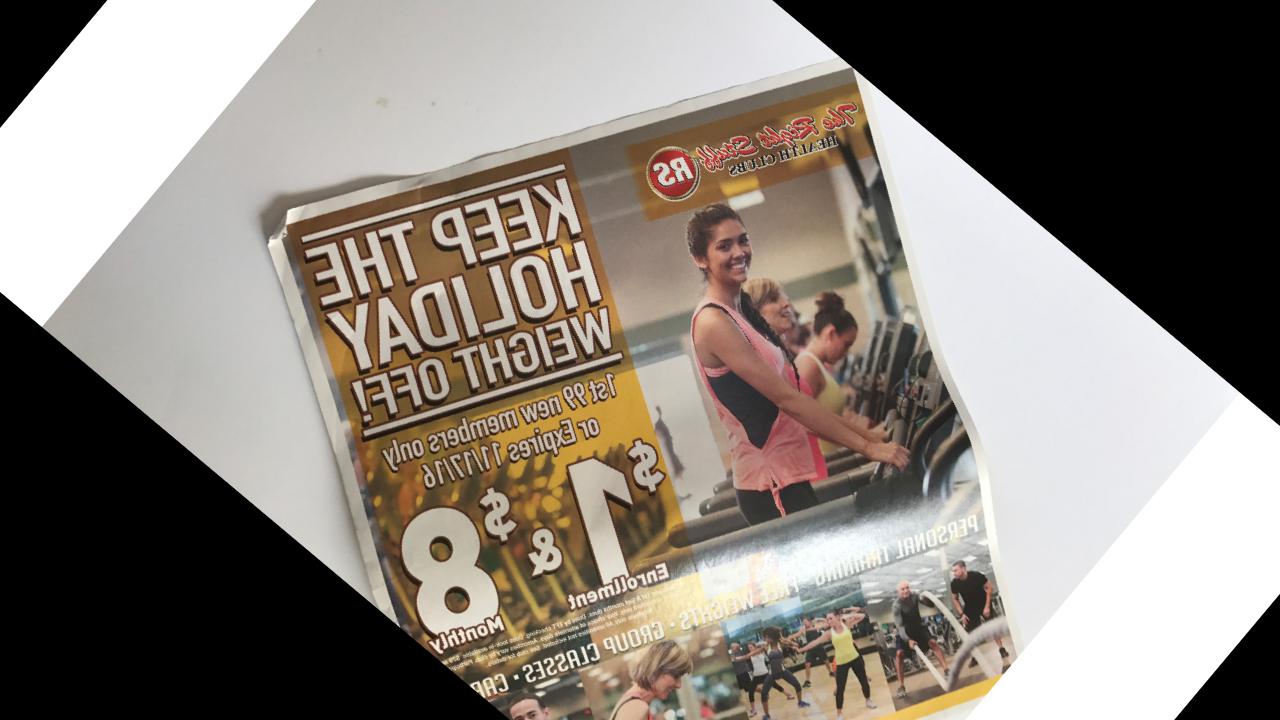 The Right Stuff
HEALTH CLUBS
RS
KEEP THE
HOLIDAY
WEIGHT OFF!
1st 99 new members only
or Expires 11/17/16
$1 & $8
Enrollment
Monthly
PERSONAL TRAINING · FREE WEIGHTS · GROUP CLASSES ·